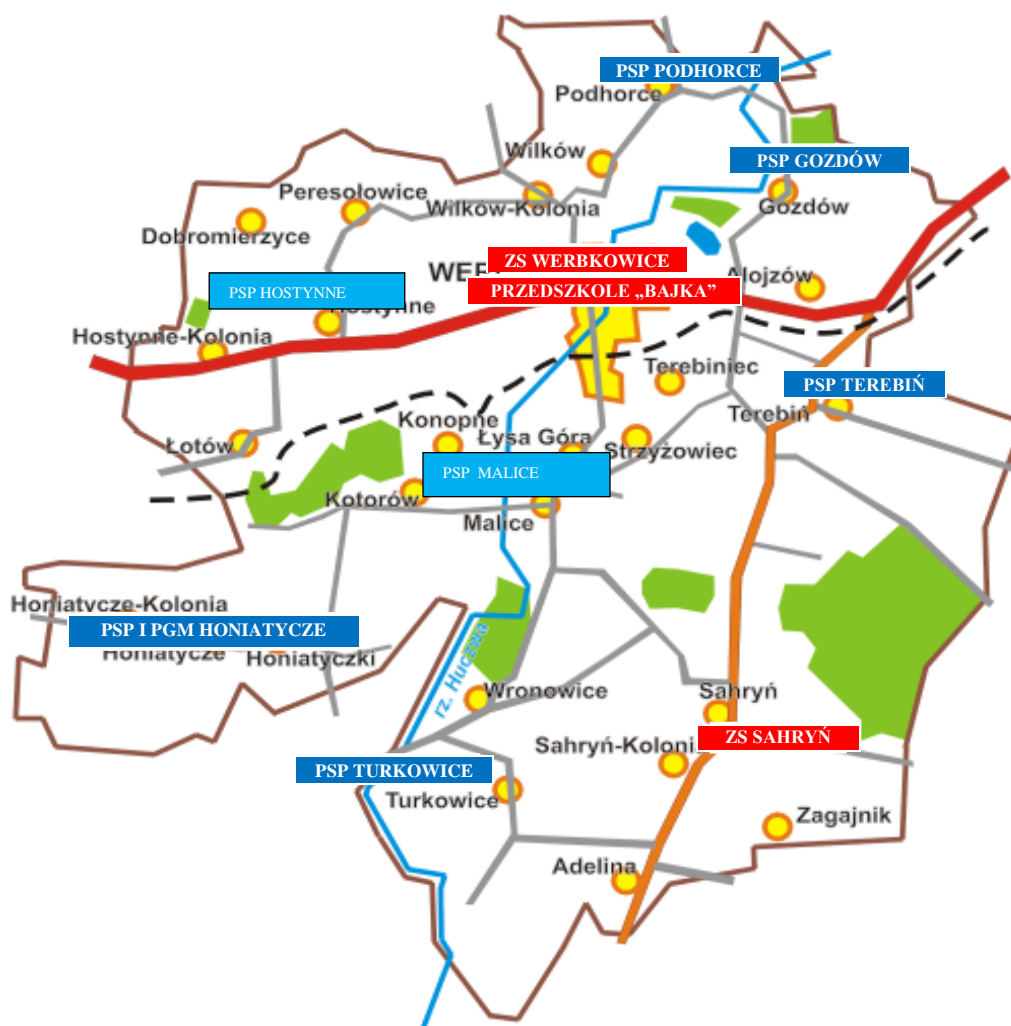 PSP PODHORCE
Podhorce
Wilków
PSP GOZDÓW
Peresołowice
Wilków-Kolonia
Gozdów
Dobromierzyce
ZS WERBKOWICE
WER
Alojzów
PSP HOSTYNNE
PRZEDSZKOLE „BAJKA”
Hostynne
Hostynne-Kolonia
Terebiniec
PSP TEREBIŃ
Konopne
Terebiń
Łotów
Łysa Góra
Strzyżowiec
PSP MALICE
Kotorów
Malice
Honiatycze-Kolonia
PSP I PGM HONIATYCZE
Honiatycze
Honiatyczki
rz. Huczwa
Wronowice
Sahryń
ZS SAHRYŃ
Sahryń-Kolonia
PSP TURKOWICE
Turkowice
Zagajnik
Adelina